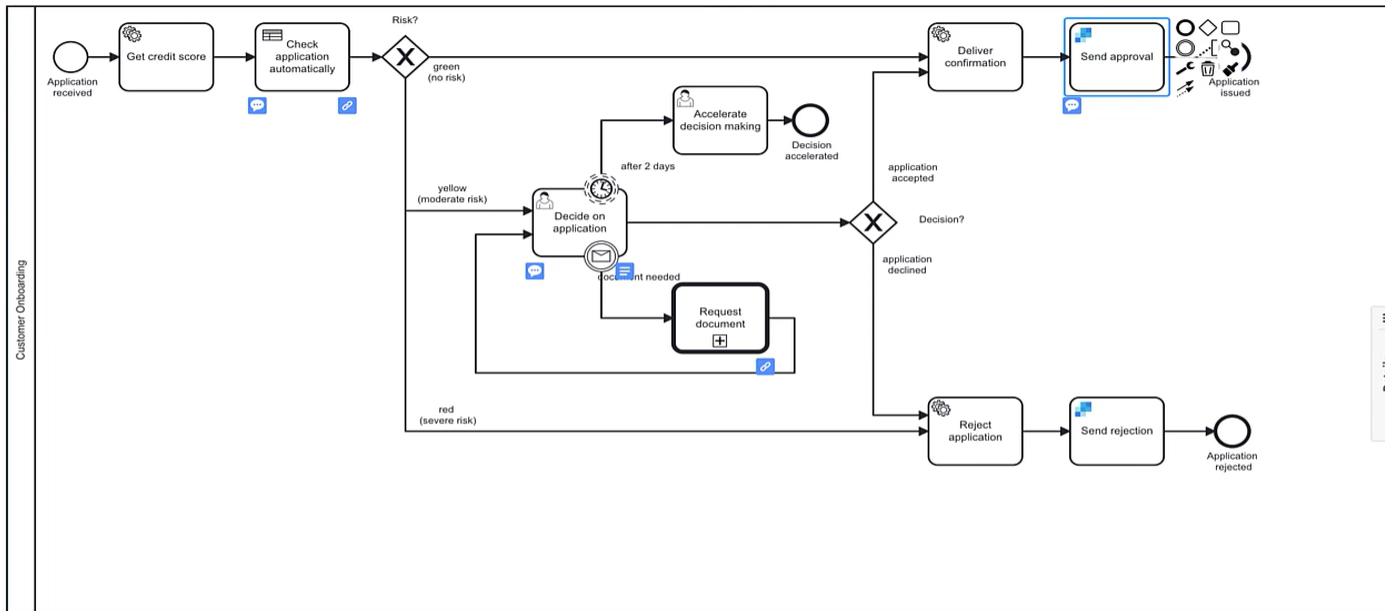 Risk?
Get credit score
Check
application
automatically
Application
received
green
(no risk)
Deliver
confirmation
Send approval
Application
issued
Accelerate
decision making
Decision
accelerated
after 2 days
application
accepted
yellow
(moderate risk)
Decide on
application
Decision?
application
declined
needed
Request
document
Customer Onboarding
red
(severe risk)
Reject
application
Send rejection
Application
rejected